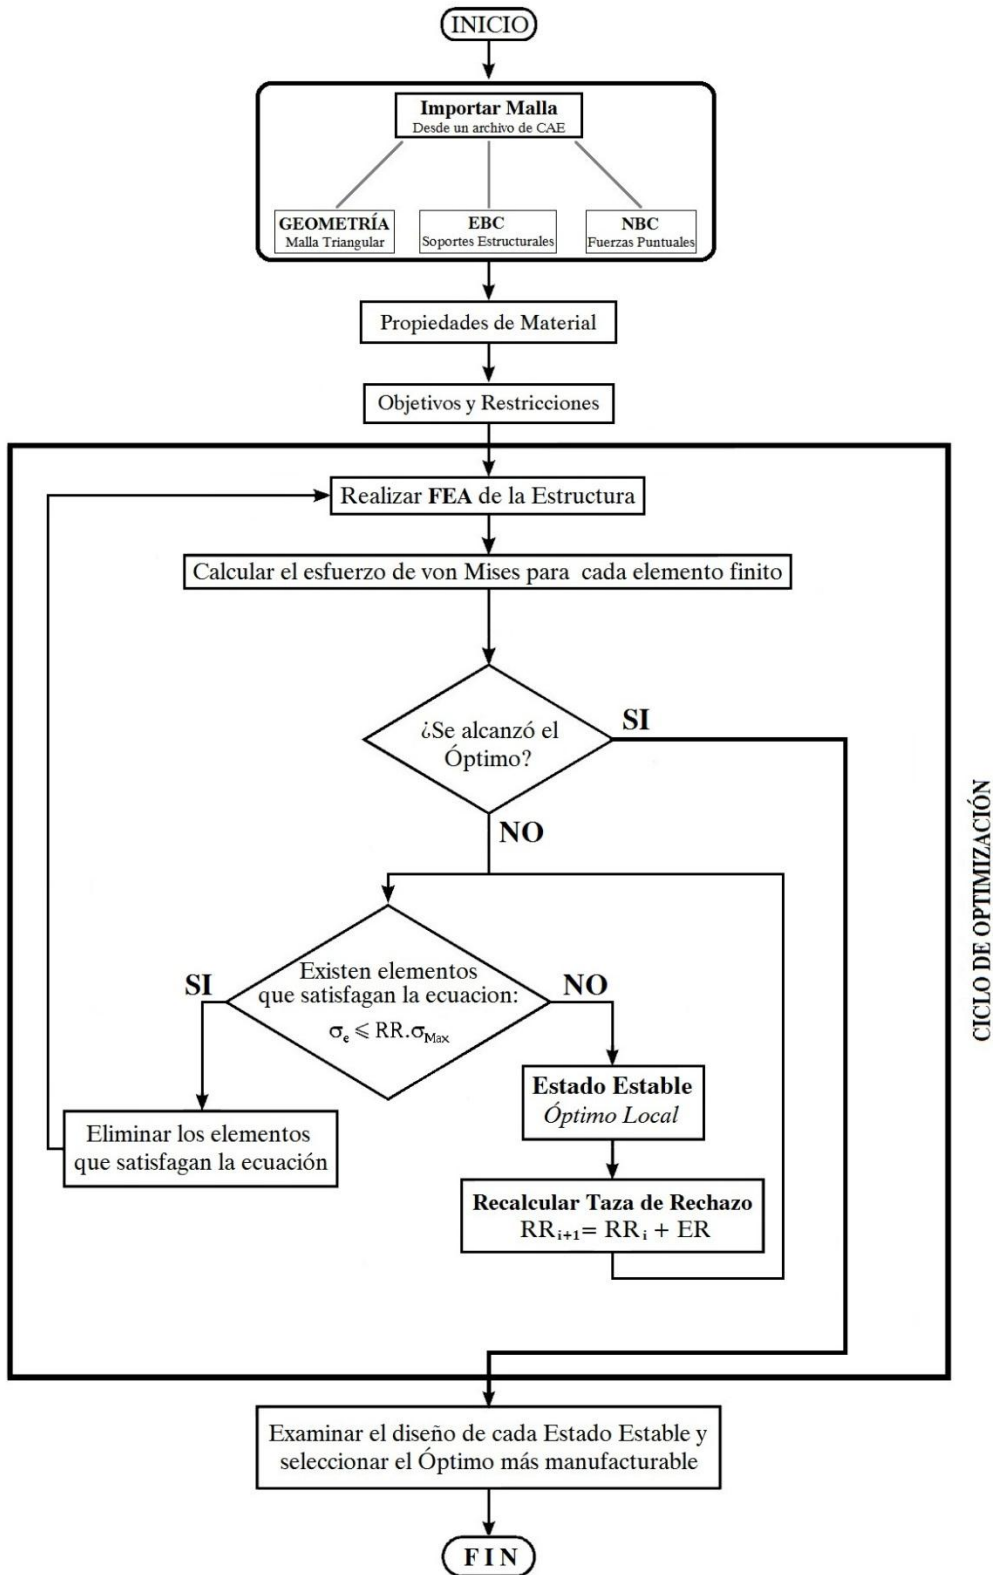 INICIO
Importar Malla
Desde un archivo de CAE
GEOMETRÍA
Malla Triangular
EBC
Soportes Estructurales
NBC
Fuerzas Puntuales
Propiedades de Material
Objetivos y Restricciones
Realizar FEA de la Estructura
Calcular el esfuerzo de von Mises para cada elemento finito
¿Se alcanzó el
Óptimo?
SI
NO
Existen elementos
que satisfagan la ecuacion:
σₑ ⩽ RR.σ_Max
SI
NO
Eliminar los elementos
que satisfagan la ecuación
Estado Estable
Óptimo Local
Recalcular Taza de Rechazo
RRᵢ₊₁= RRᵢ + ER
CICLO DE OPTIMIZACIÓN
Examinar el diseño de cada Estado Estable y
seleccionar el Óptimo más manufacturable
FIN